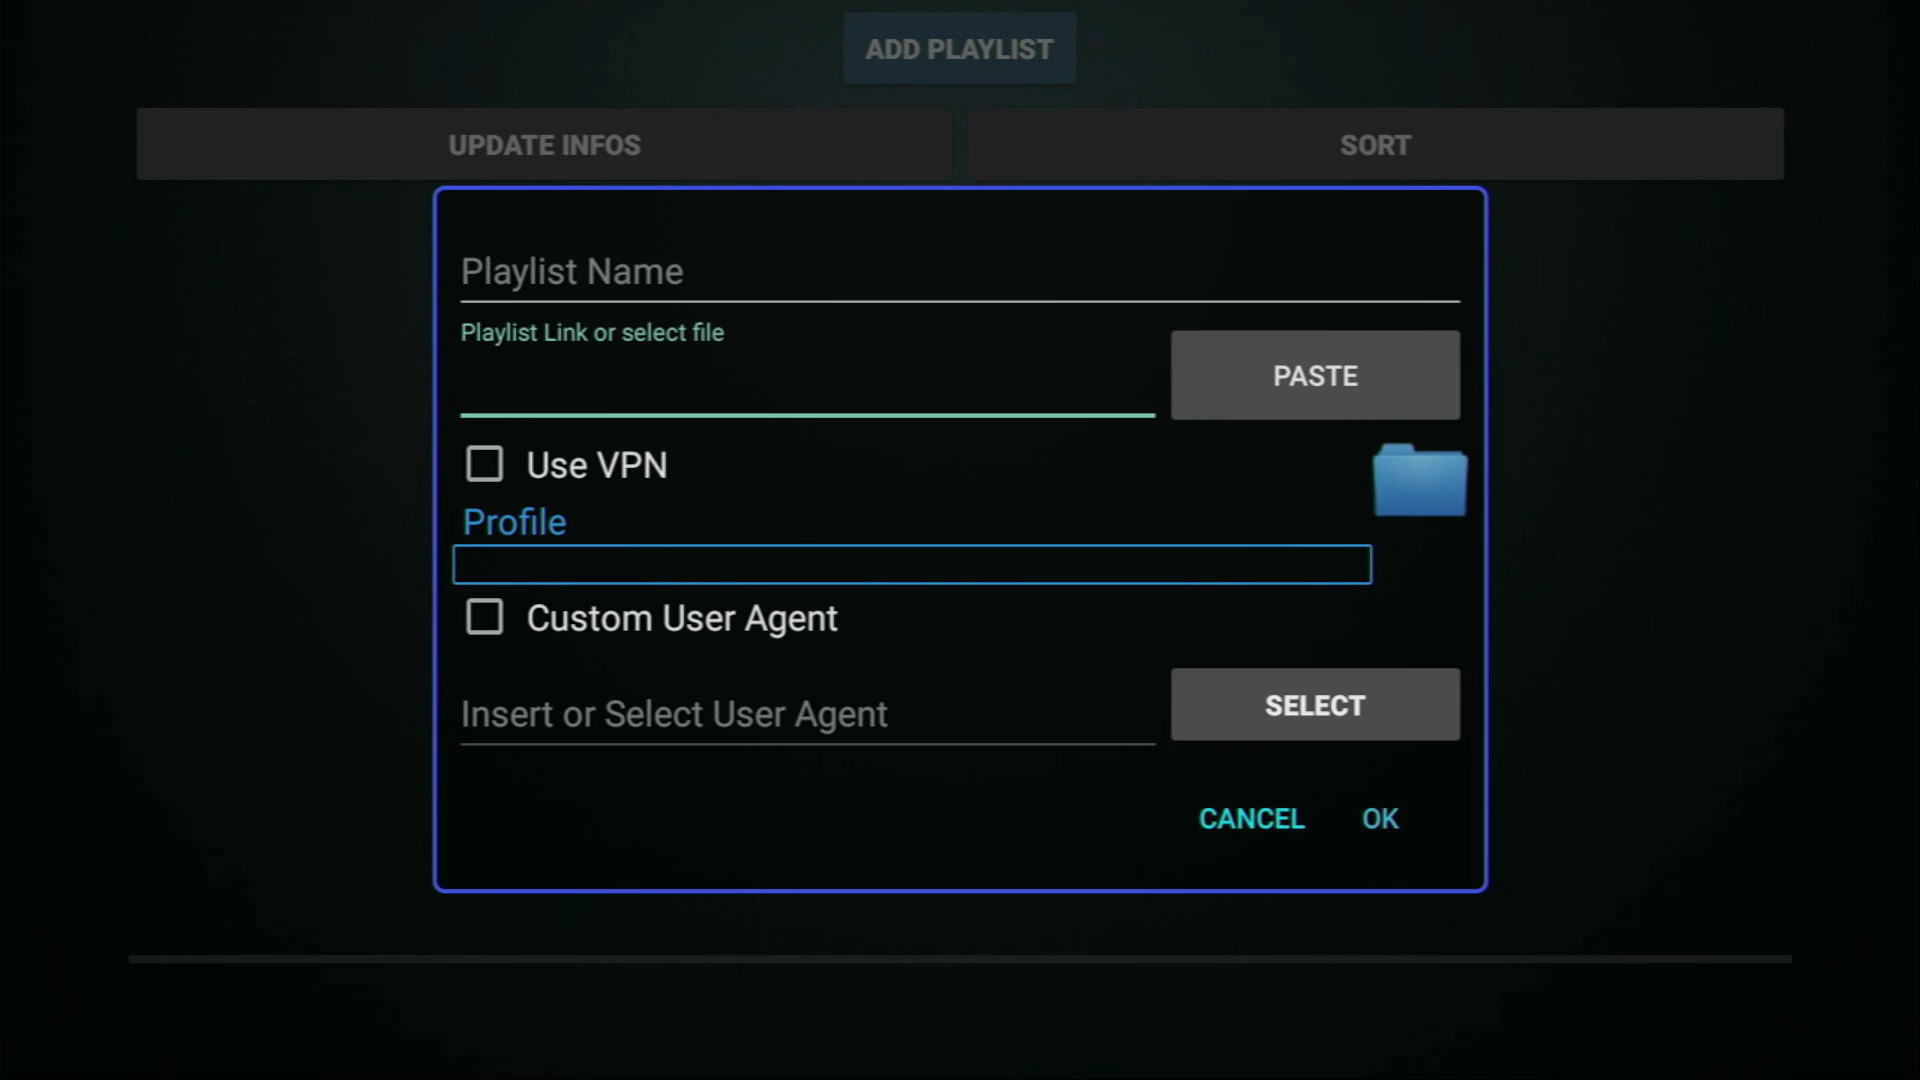 ADD PLAYLIST
UPDATE INFOS
SORT
Playlist Name
Playlist Link or select file
PASTE
Use VPN
Profile
Custom User Agent
Insert or Select User Agent
SELECT
CANCEL
OK